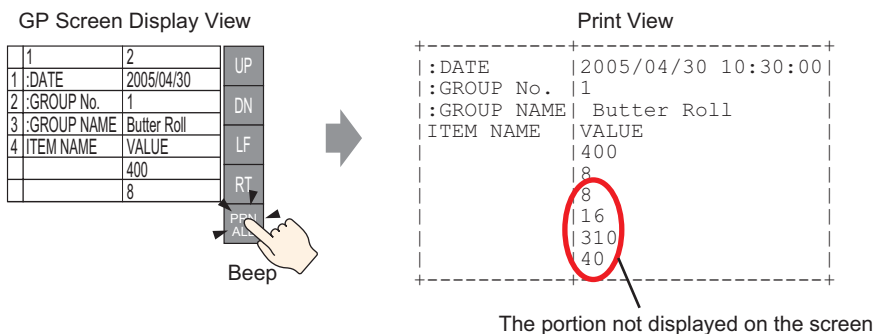 GP Screen Display View
1 2
1 :DATE 2005/04/30
2 :GROUP No. 1
3 :GROUP NAME Butter Roll
4 ITEM NAME VALUE
400
8
UP
DN
LF
RT
PRN
ALL
Beep
Print View
+----------+-------------------+
|:DATE |2005/04/30 10:30:00|
|:GROUP No. |1 |
|:GROUP NAME| Butter Roll |
|ITEM NAME |VALUE |
| |400 |
| |8 |
| |8 |
| |16 |
| |310 |
| |40 |
+----------+-------------------+
The portion not displayed on the screen